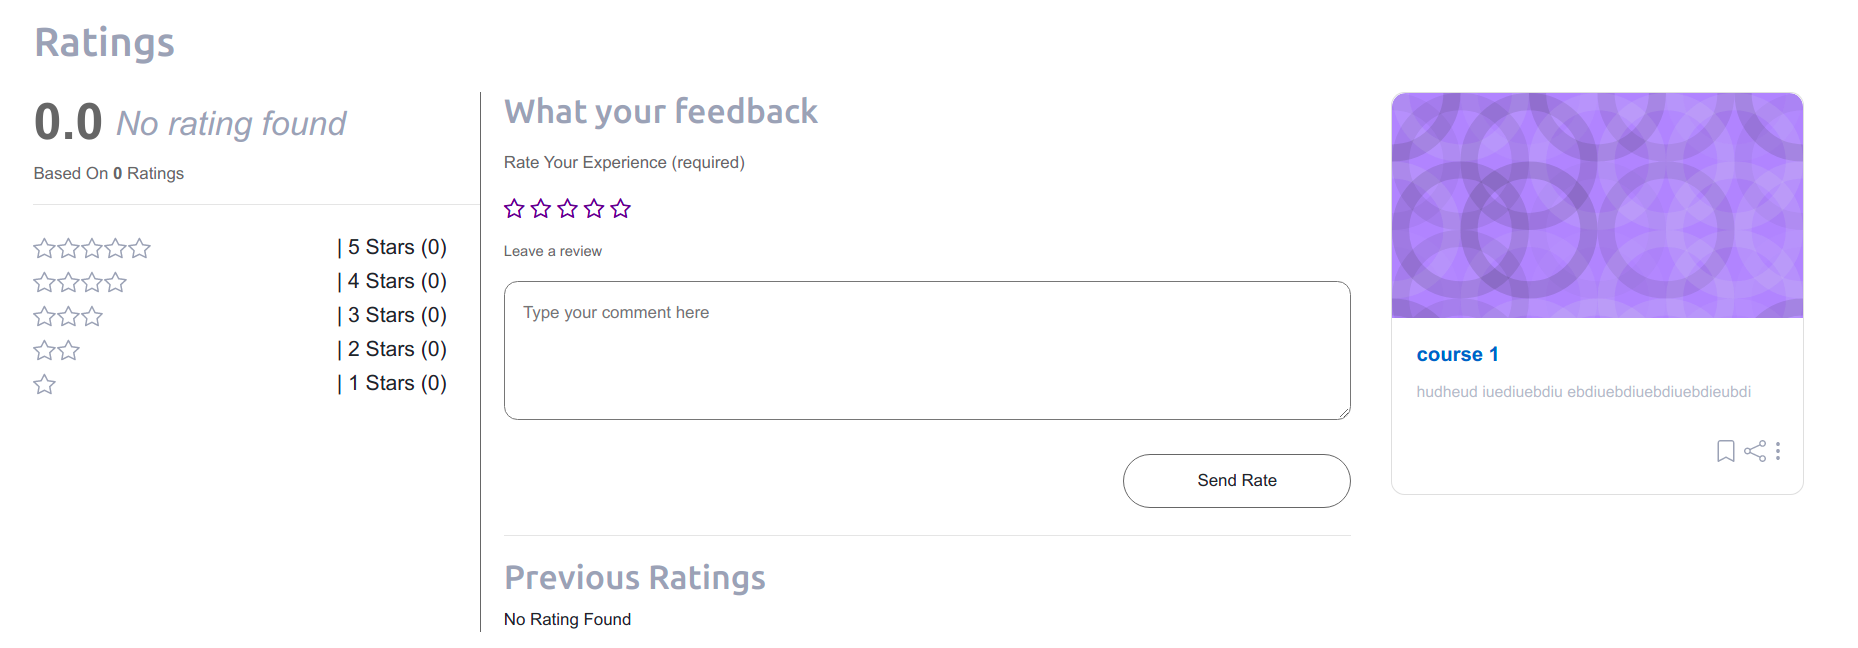 Ratings
0.0 No rating found
Based On 0 Ratings
| 5 Stars (0)
| 4 Stars (0)
| 3 Stars (0)
| 2 Stars (0)
| 1 Stars (0)
What your feedback
Rate Your Experience (required)
Leave a review
Type your comment here
Send Rate
Previous Ratings
No Rating Found
course 1
hudheud iuediuebdiu ebdiuebdiuebdiuebdieubdi